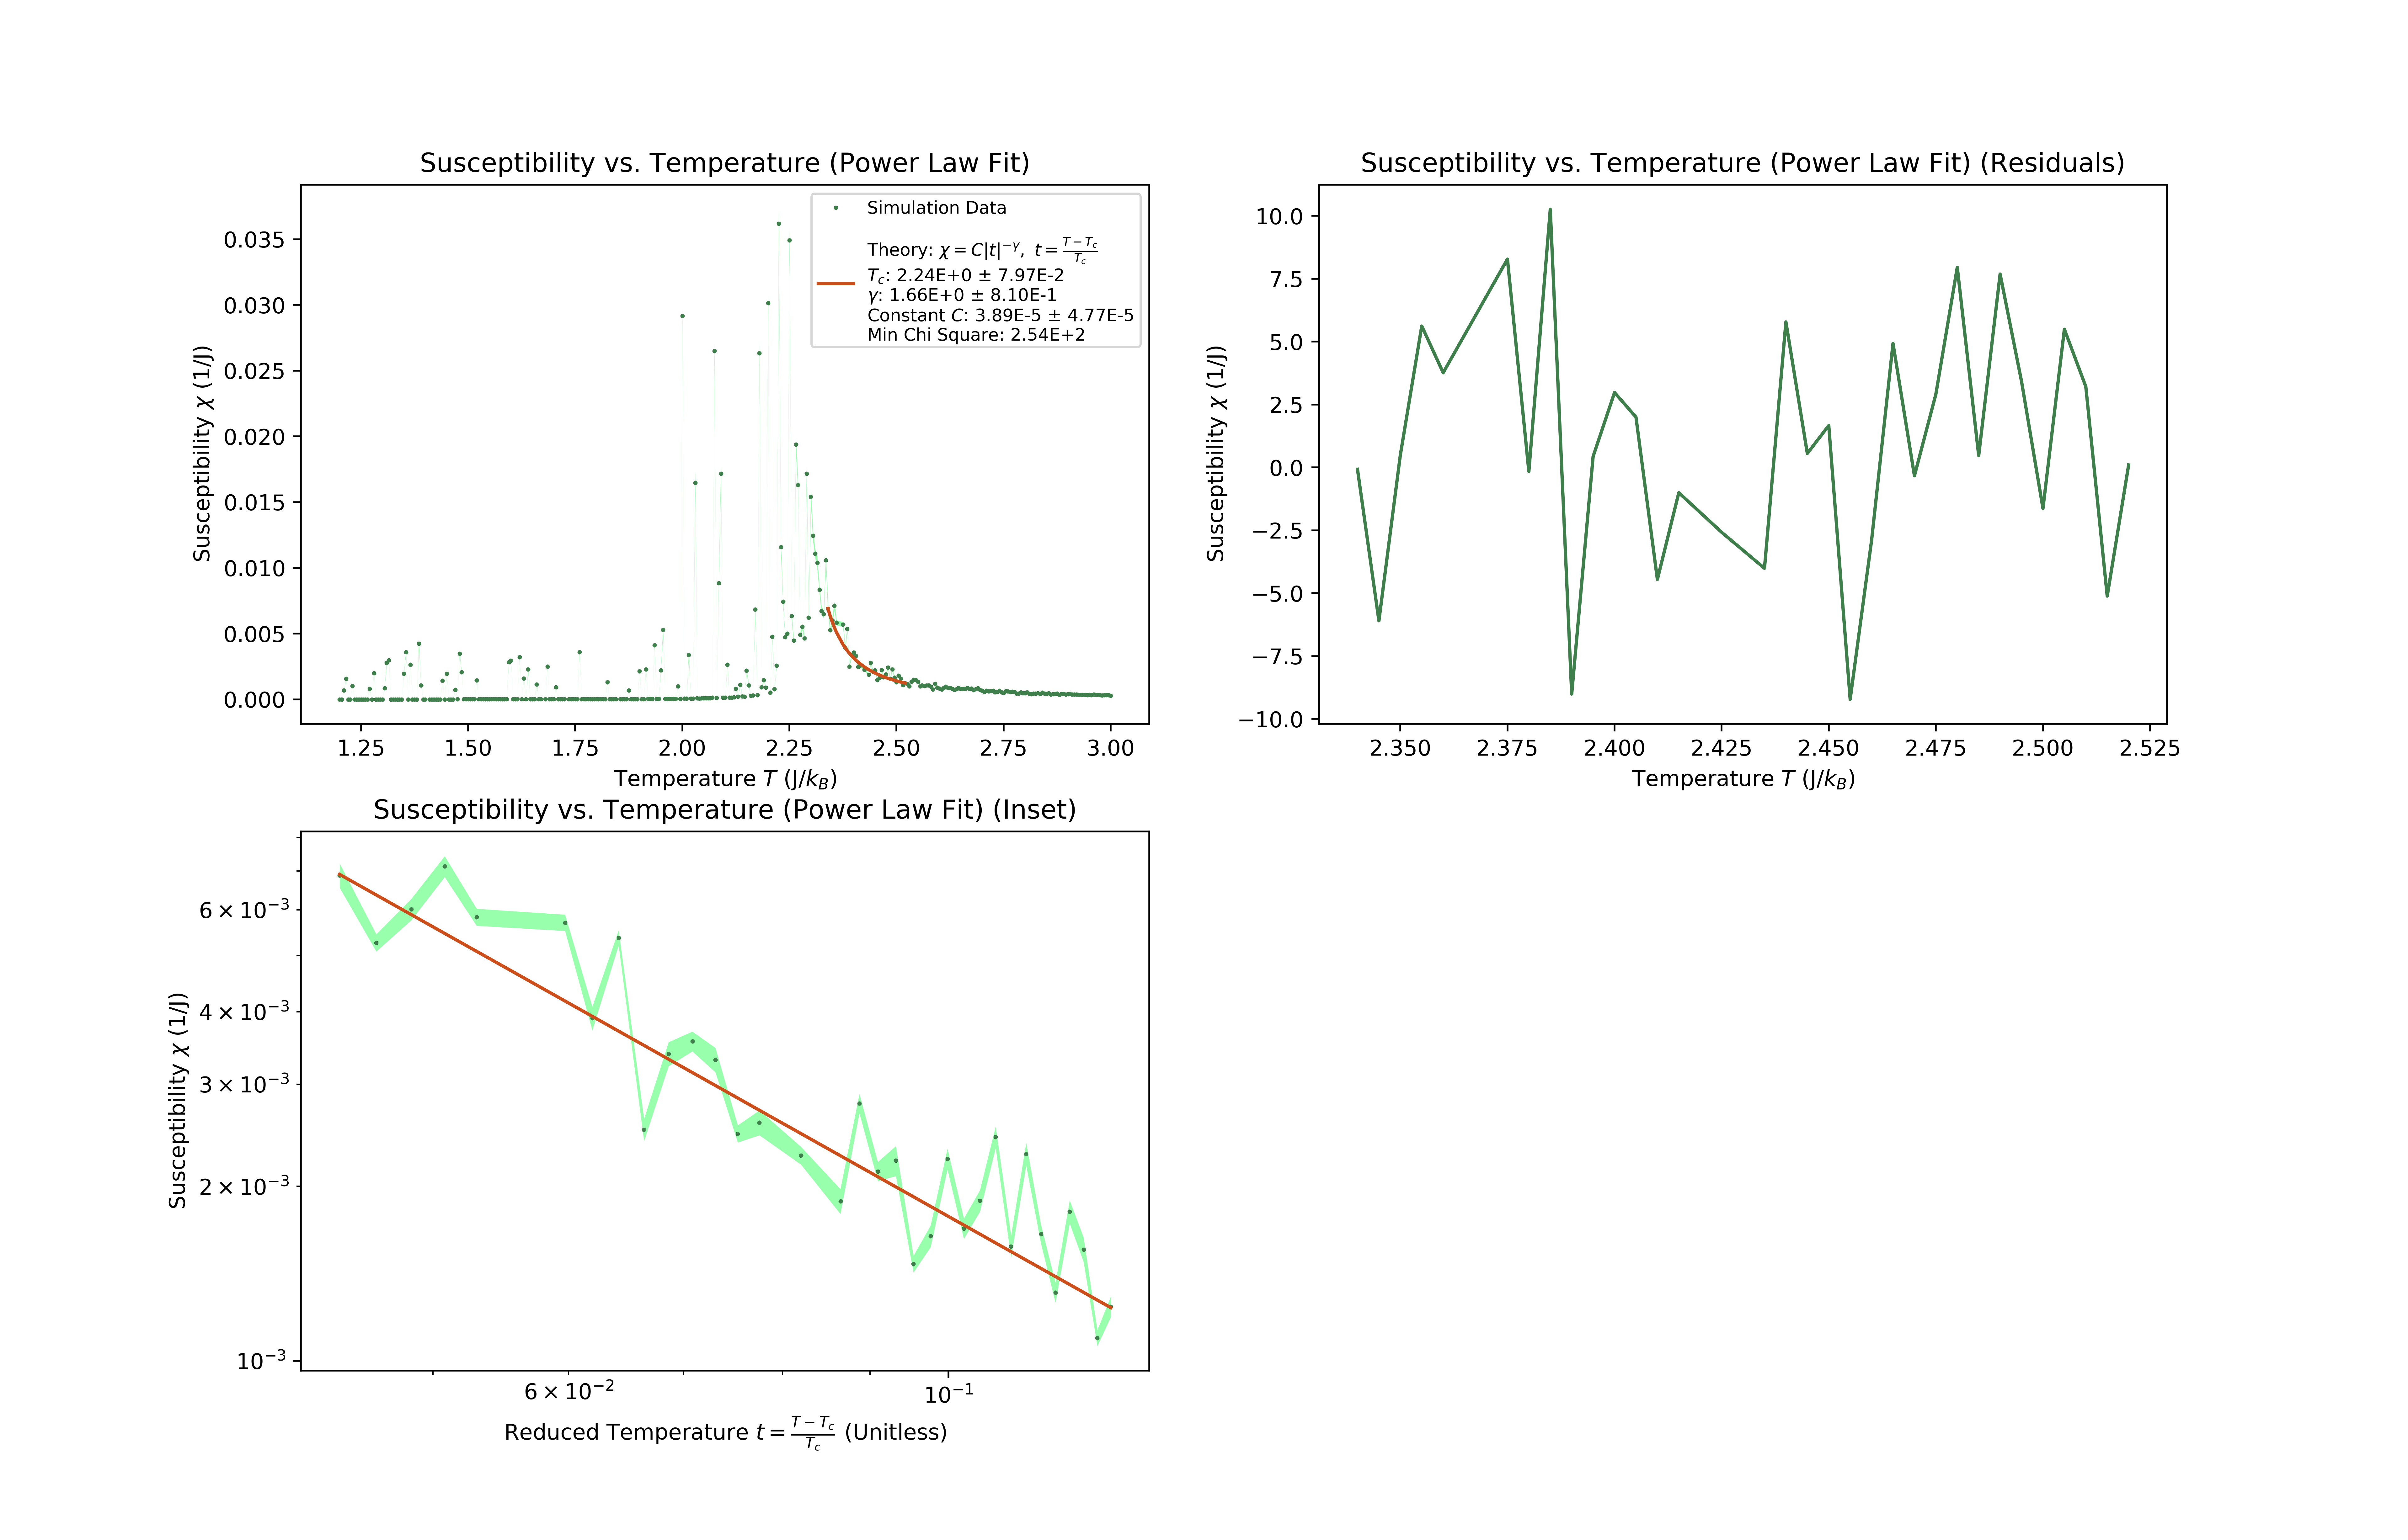 Susceptibility vs. Temperature (Power Law Fit)
Susceptibility χ (1/J)
0.035
0.030
0.025
0.020
0.015
0.010
0.005
0.000
Simulation Data
Theory: χ = C|t|^{−γ}, t = \frac{T−T_c}{T_c}
T_c: 2.24E+0 ± 7.97E-2
γ: 1.66E+0 ± 8.10E-1
Constant C: 3.89E-5 ± 4.77E-5
Min Chi Square: 2.54E+2
1.25 1.50 1.75 2.00 2.25 2.50 2.75 3.00
Temperature T (J/k_B)
Susceptibility vs. Temperature (Power Law Fit) (Residuals)
Susceptibility χ (1/J)
10.0
7.5
5.0
2.5
0.0
−2.5
−5.0
−7.5
−10.0
2.350 2.375 2.400 2.425 2.450 2.475 2.500 2.525
Temperature T (J/k_B)
Susceptibility vs. Temperature (Power Law Fit) (Inset)
Susceptibility χ (1/J)
6 × 10^{−3}
4 × 10^{−3}
3 × 10^{−3}
2 × 10^{−3}
10^{−3}
6 × 10^{−2} 10^{−1}
Reduced Temperature t = \frac{T−T_c}{T_c} (Unitless)